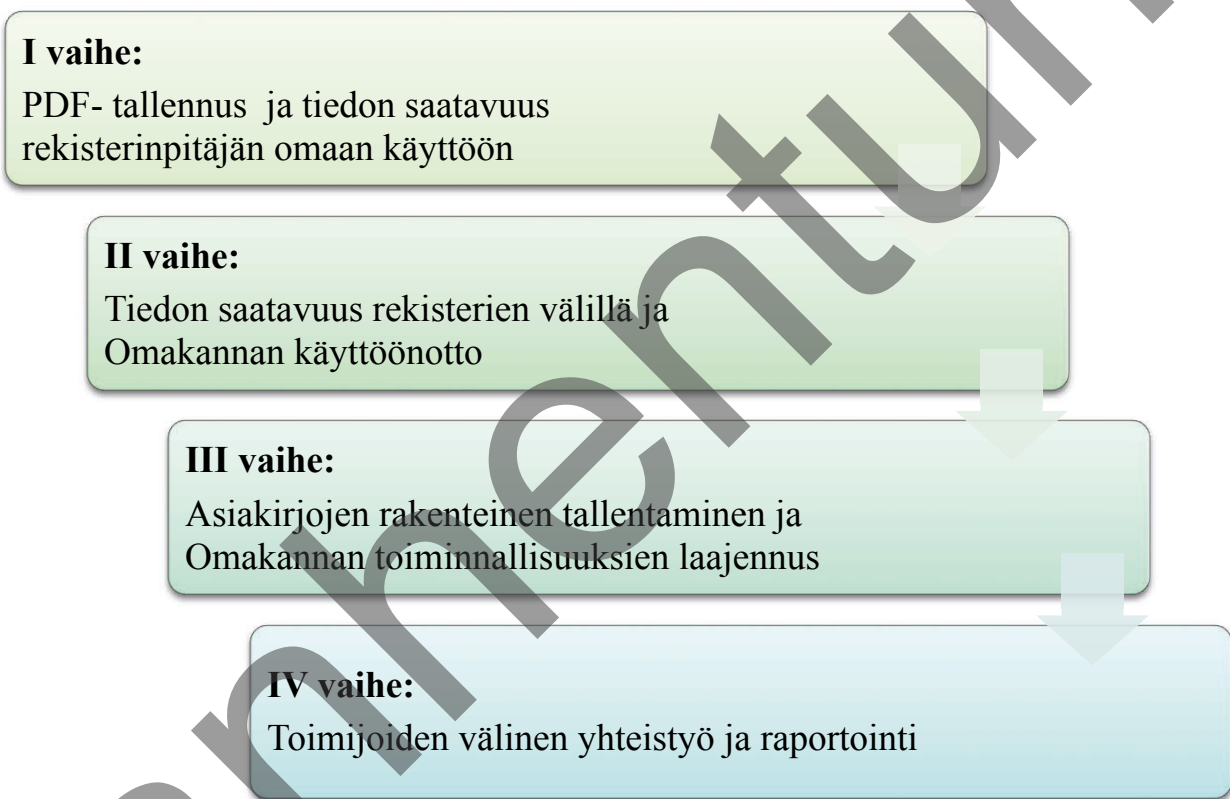 I vaihe:
PDF- tallennus ja tiedon saatavuus
rekisterinpitäjän omaan käyttöön
II vaihe:
Tiedon saatavuus rekisterien välillä ja
Omakannan käyttöönotto
III vaihe:
Asiakirjojen rakenteinen tallentaminen ja
Omakannan toiminnallisuuksien laajennus
IV vaihe:
Toimijoiden välinen yhteistyö ja raportointi